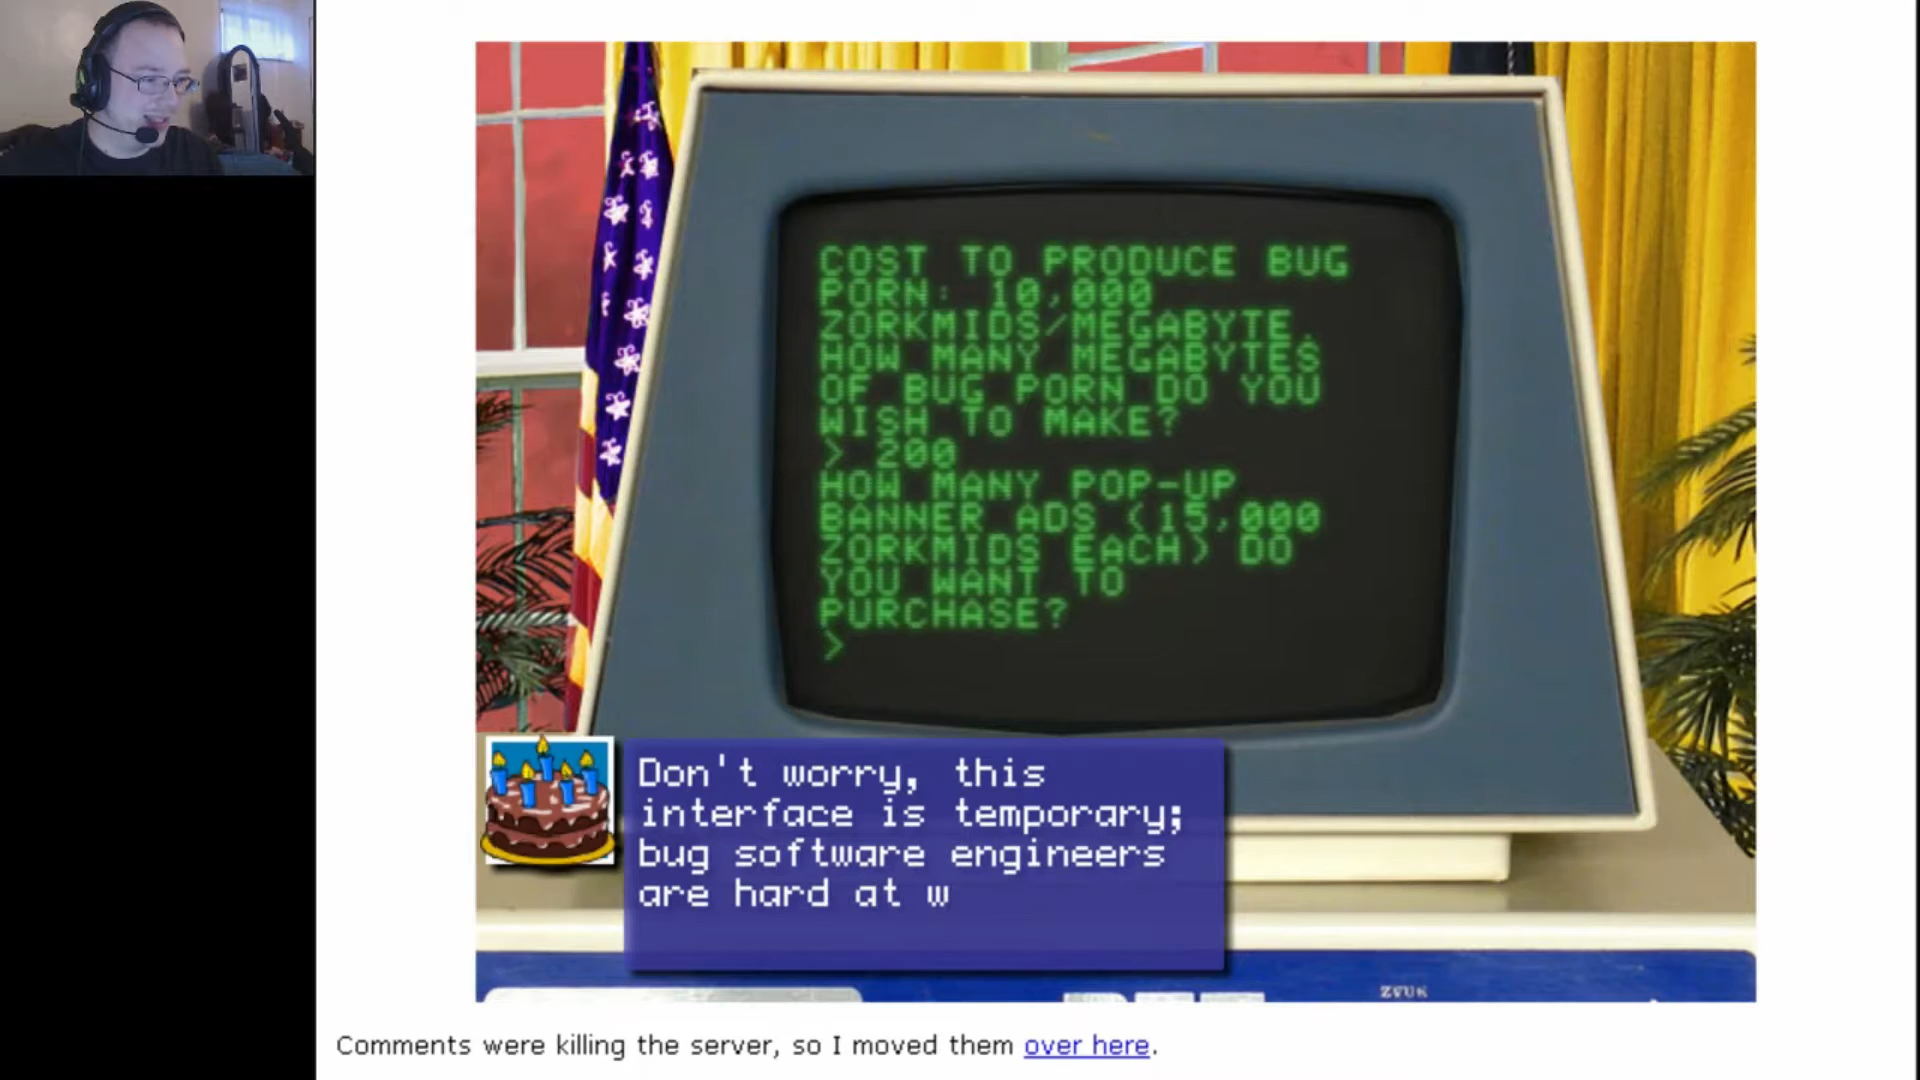 COST TO PRODUCE BUG
PORN: 10,000
ZORKMIDS/MEGABYTE.
HOW MANY MEGABYTES
OF BUG PORN DO YOU
WISH TO MAKE?
> 200
HOW MANY POP-UP
BANNER ADS (15,000
ZORKMIDS EACH) DO
YOU WANT TO
PURCHASE?
>
Don't worry, this
interface is temporary;
bug software engineers
are hard at w
Comments were killing the server, so I moved them over here.